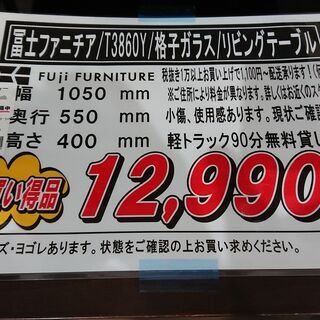 冨士ファニチア/T3860Y/格子ガラス/リビングテーブル
FUJI FURNITURE
税抜き1万以上お買い上げで1,100円~配送承ります!
幅 1050 mm
※ご住所により料金が異なります。詳しくはお近くのス
奥行 550 mm
小傷、使用感あります。現状ご確認
高さ 400 mm
軽トラック90分無料貸し
い得品
12,990
ズ・ヨゴレあります。状態をご確認の上お買い求めください。